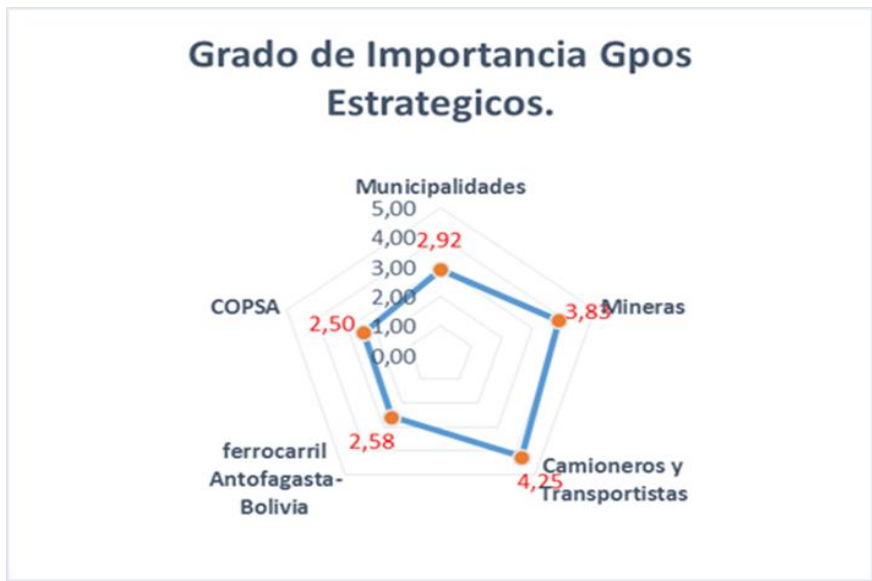 Grado de Importancia Gpos
Estrategicos.
Municipalidades
5,00
4,00
2,92
3,00
COPSA
2,00
3,83
Mineras
2,50
1,00
0,00
2,58
ferrocarril
Antofagasta-
Bolivia
Camioneros y
Transportistas
4,25